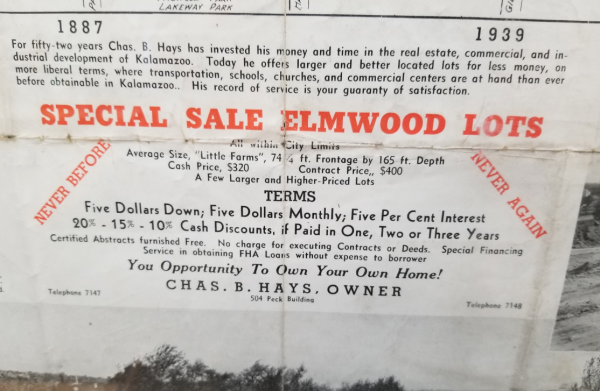 LAKEWAY PARK
1887
1939
For fifty-two years Chas. B. Hays has invested his money and time in the real estate, commercial, and in-
dustrial development of Kalamazoo. Today he offers larger and better located lots for less money, on
more liberal terms, where transportation, schools, churches, and commercial centers are at hand than ever
before obtainable in Kalamazoo.. His record of service is your guaranty of satisfaction.
SPECIAL SALE ELMWOOD LOTS
All within City Limits
Average Size, "Little Farms", 74 ft. Frontage by 165 ft. Depth
Cash Price, $320 Contract Price,, $400
A Few Larger and Higher-Priced Lots
NEVER BEFORE
NEVER AGAIN
TERMS
Five Dollars Down; Five Dollars Monthly; Five Per Cent Interest
20% - 15% - 10% Cash Discounts, if Paid in One, Two or Three Years
Certified Abstracts furnished Free. No charge for executing Contracts or Deeds. Special Financing
Service in obtaining FHA Loans without expense to borrower
You Opportunity To Own Your Own Home!
CHAS. B. HAYS, OWNER
504 Peck Building
Telephone 7147
Telephone 7148